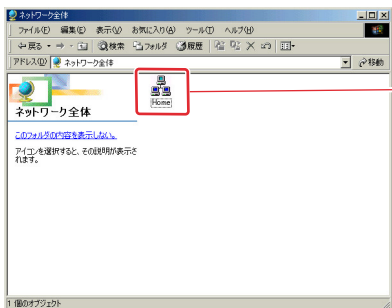 ネットワーク全体
ファイル(F) 編集(E) 表示(V) お気に入り(A) ツール(T) ヘルプ(H)
戻る 検索 フォルダ 履歴
アドレス(D) ネットワーク全体 移動
Home
ネットワーク全体
このフォルダの内容を表示しない。
アイコンを選択すると、その説明が表示さ
れます。
1 個のオブジェクト